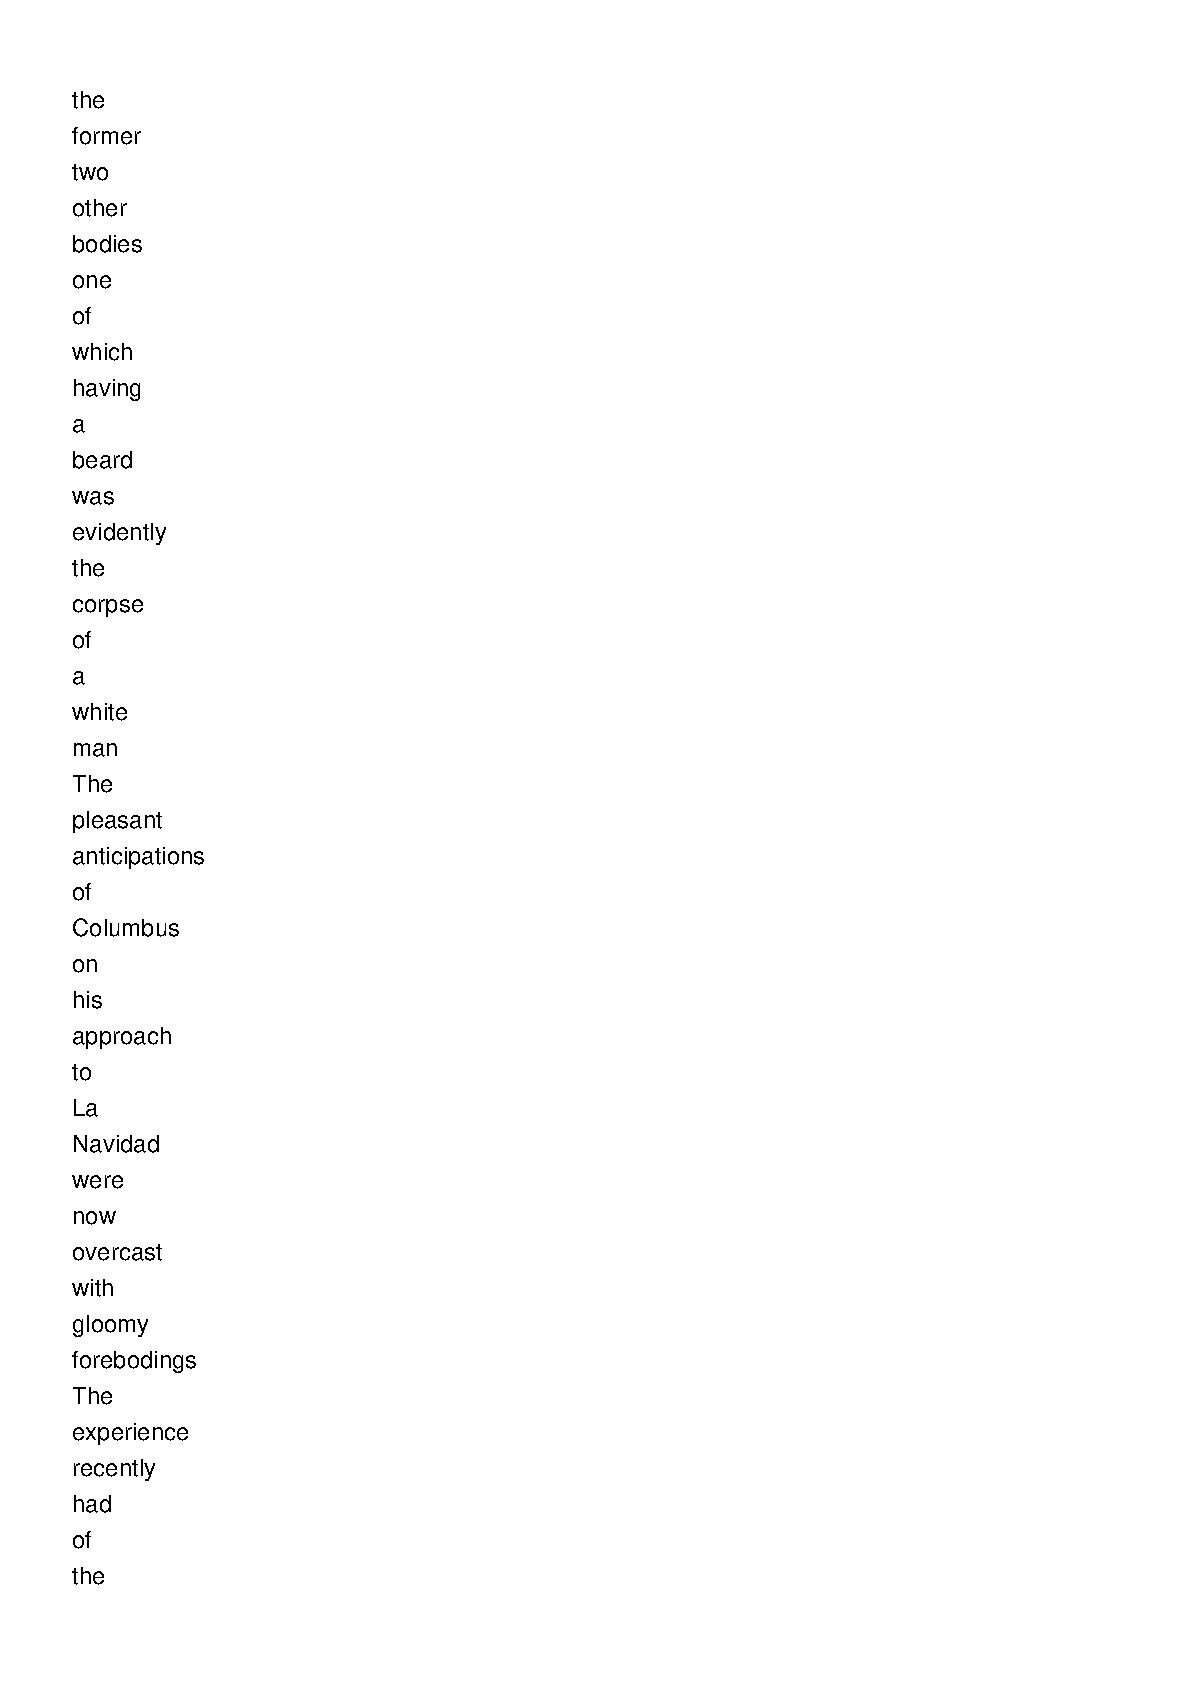 the
former
two
other
bodies
one
of
which
having
a
beard
was
evidently
the
corpse
of
a
white
man
The
pleasant
anticipations
of
Columbus
on
his
approach
to
La
Navidad
were
now
overcast
with
gloomy
forebodings
The
experience
recently
had
of
the